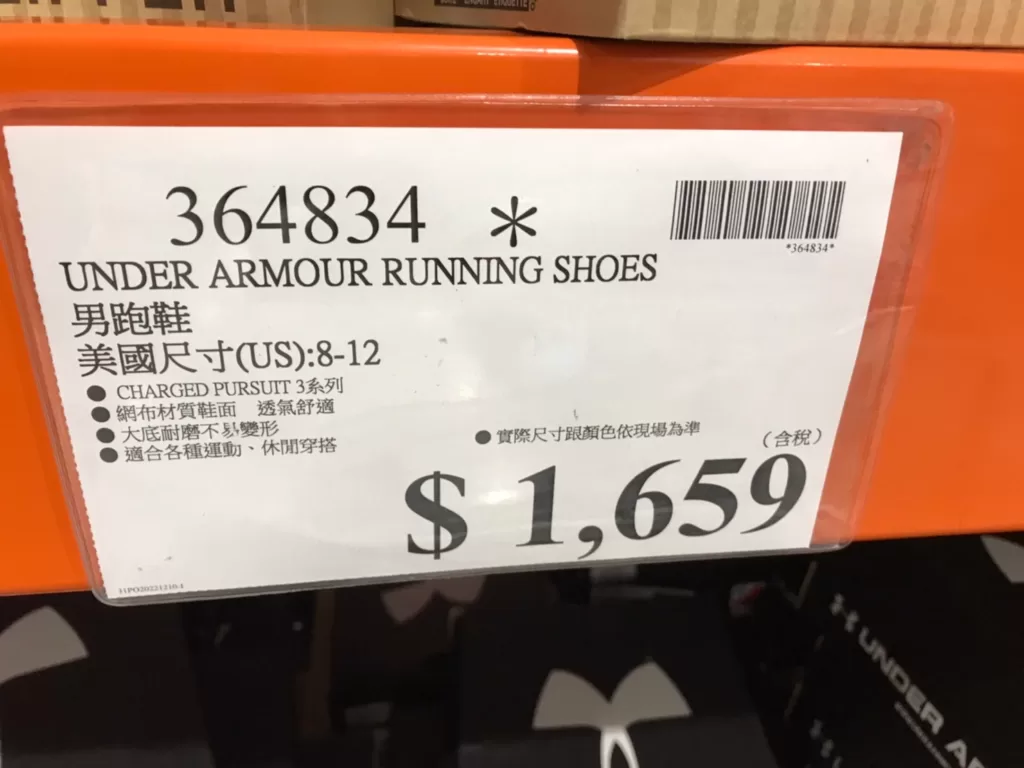 364834 *
*364834*
UNDER ARMOUR RUNNING SHOES
男跑鞋
美國尺寸(US):8-12
● CHARGED PURSUIT 3系列
● 網布材質鞋面 透氣舒適
● 大底耐磨不易變形
● 適合各種運動、休閒穿搭
● 實際尺寸跟顏色依現場為準
(含稅)
$ 1,659
UNDER AR